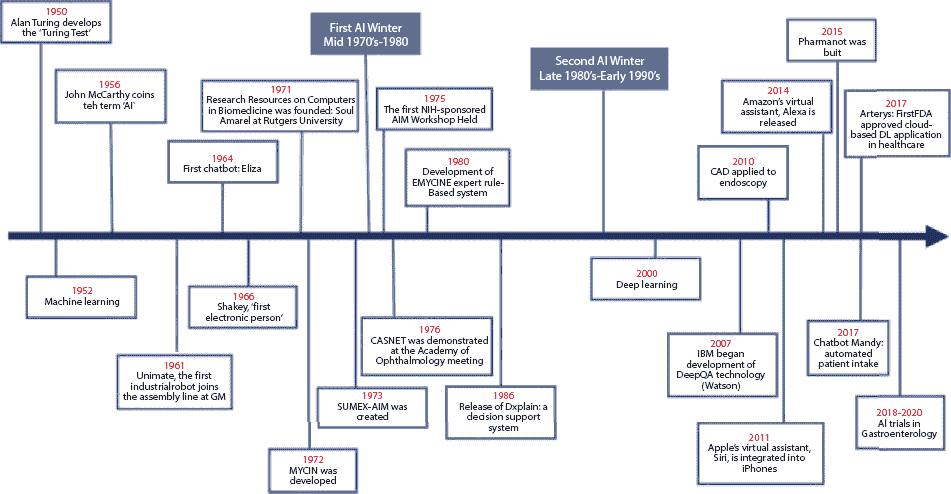 1950
Alan Turing develops
the ‘Turing Test’
1956
John McCarthy coins
teh term ‘AI`
1964
First chatbot: Eliza
1971
Research Resources on Computers
in Biomedicine was founded: Soul
Amarel at Rutgers University
First AI Winter
Mid 1970’s-1980
1975
The first NIH-sponsored
AIM Workshop Held
1980
Development of
EMYCINE expert rule-
Based system
Second AI Winter
Late 1980’s-Early 1990’s
2010
CAD applied to
endoscopy
2014
Amazon’s virtual
assistant, Alexa is
released
2015
Pharmanot was
buit
2017
Arterys: FirstFDA
approved cloud-
based DL application
in healthcare
1952
Machine learning
1961
Unimate, the first
industrialrobot joins
the assembly line at GM
1966
Shakey, ‘first
electronic person’
1972
MYCIN was
developed
1973
SUMEX-AIM was
created
1976
CASNET was demonstrated
at the Academy of
Ophthalmology meeting
1986
Release of Dxplain: a
decision support
system
2000
Deep learning
2007
IBM began
development of
DeepQA technology
(Watson)
2011
Apple’s virtual assistant,
Siri, is integrated into
iPhones
2017
Chatbot Mandy:
automated
patient intake
2018-2020
AI trials in
Gastroenterology